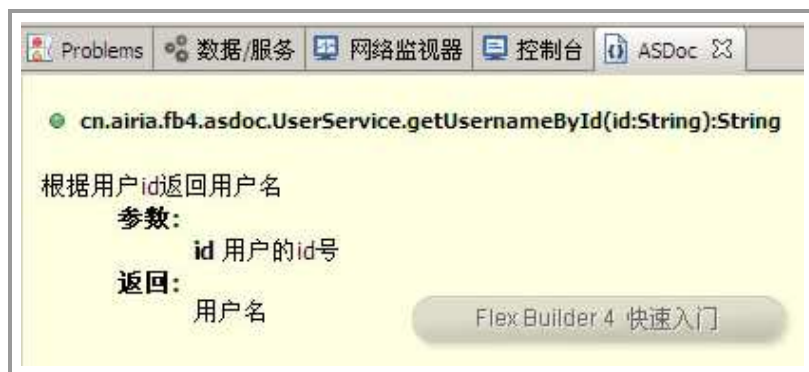 Problems 数据/服务 网络监视器 控制台 ASDoc
cn.airia.fb4.asdoc.UserService.getUsernameById(id:String):String
根据用户id返回用户名
参数:
id 用户的id号
返回:
用户名
Flex Builder 4 快速入门